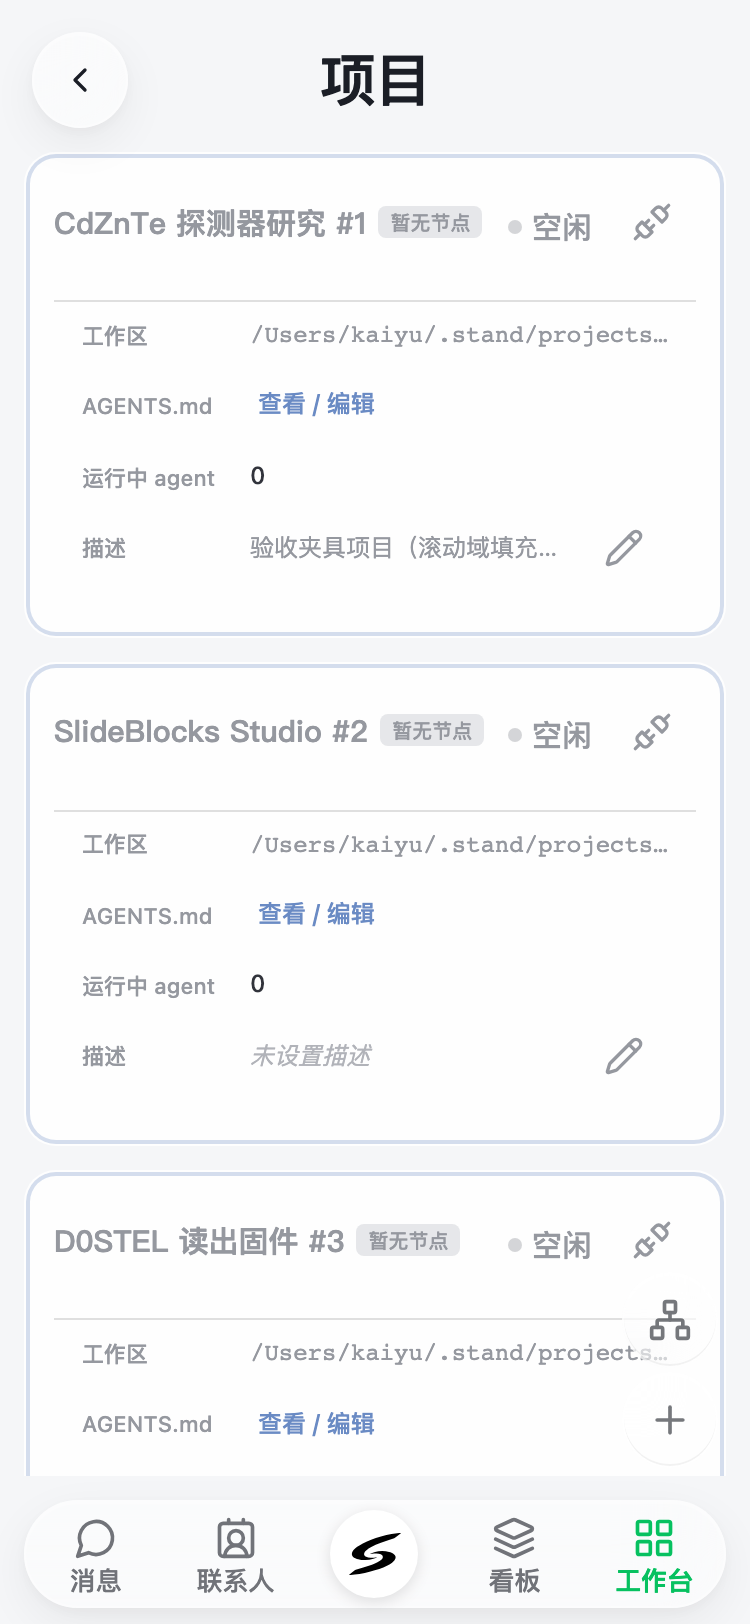 项目
CdZnTe 探测器研究 #1 暂无节点 空闲
工作区 /Users/kaiyu/.stand/projects…
AGENTS.md 查看 / 编辑
运行中 agent 0
描述 验收夹具项目（滚动域填充...
SlideBlocks Studio #2 暂无节点 空闲
工作区 /Users/kaiyu/.stand/projects…
AGENTS.md 查看 / 编辑
运行中 agent 0
描述 未设置描述
D0STEL 读出固件 #3 暂无节点 空闲
工作区 /Users/kaiyu/.stand/projects…
AGENTS.md 查看 / 编辑
消息 联系人 看板 工作台